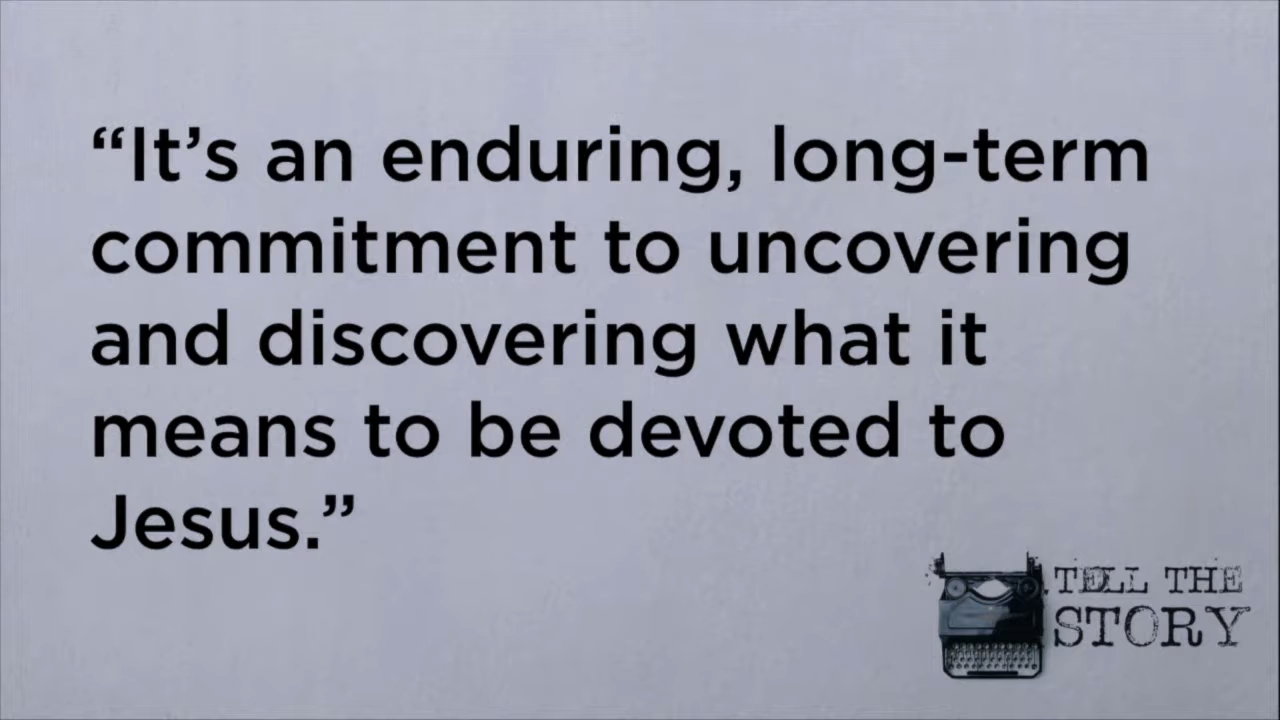 “It’s an enduring, long-term
commitment to uncovering
and discovering what it
means to be devoted to
Jesus.”
TELL THE
STORY